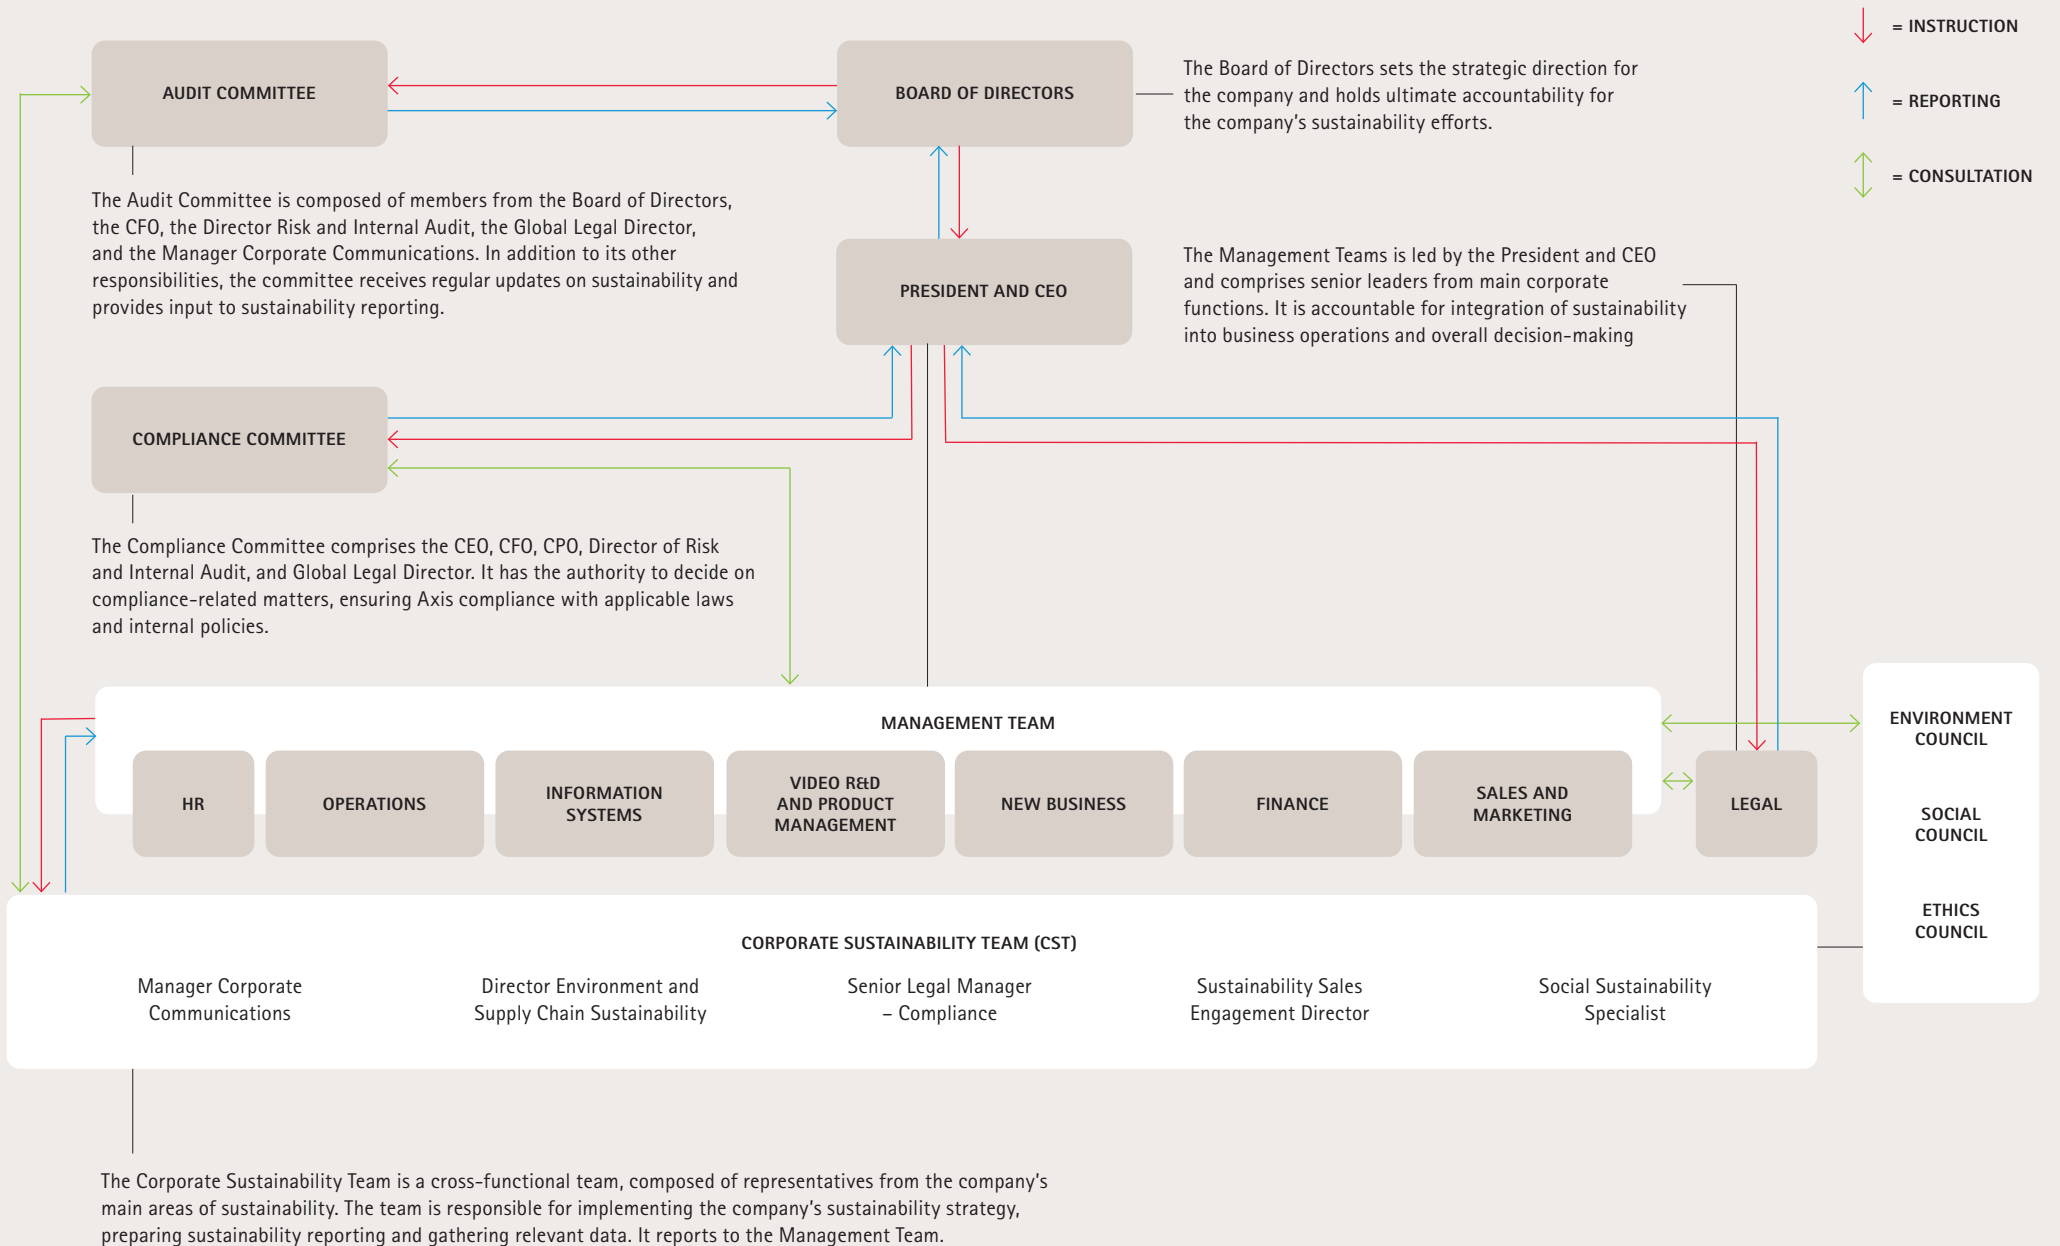 = INSTRUCTION
= REPORTING
= CONSULTATION
AUDIT COMMITTEE
BOARD OF DIRECTORS
The Board of Directors sets the strategic direction for
the company and holds ultimate accountability for
the company's sustainability efforts.
The Audit Committee is composed of members from the Board of Directors,
the CFO, the Director Risk and Internal Audit, the Global Legal Director,
and the Manager Corporate Communications. In addition to its other
responsibilities, the committee receives regular updates on sustainability and
provides input to sustainability reporting.
PRESIDENT AND CEO
The Management Teams is led by the President and CEO
and comprises senior leaders from main corporate
functions. It is accountable for integration of sustainability
into business operations and overall decision-making
COMPLIANCE COMMITTEE
The Compliance Committee comprises the CEO, CFO, CPO, Director of Risk
and Internal Audit, and Global Legal Director. It has the authority to decide on
compliance-related matters, ensuring Axis compliance with applicable laws
and internal policies.
MANAGEMENT TEAM
HR
OPERATIONS
INFORMATION
SYSTEMS
VIDEO R&D
AND PRODUCT
MANAGEMENT
NEW BUSINESS
FINANCE
SALES AND
MARKETING
LEGAL
ENVIRONMENT
COUNCIL
SOCIAL
COUNCIL
ETHICS
COUNCIL
CORPORATE SUSTAINABILITY TEAM (CST)
Manager Corporate
Communications
Director Environment and
Supply Chain Sustainability
Senior Legal Manager
– Compliance
Sustainability Sales
Engagement Director
Social Sustainability
Specialist
The Corporate Sustainability Team is a cross-functional team, composed of representatives from the company's
main areas of sustainability. The team is responsible for implementing the company's sustainability strategy,
preparing sustainability reporting and gathering relevant data. It reports to the Management Team.